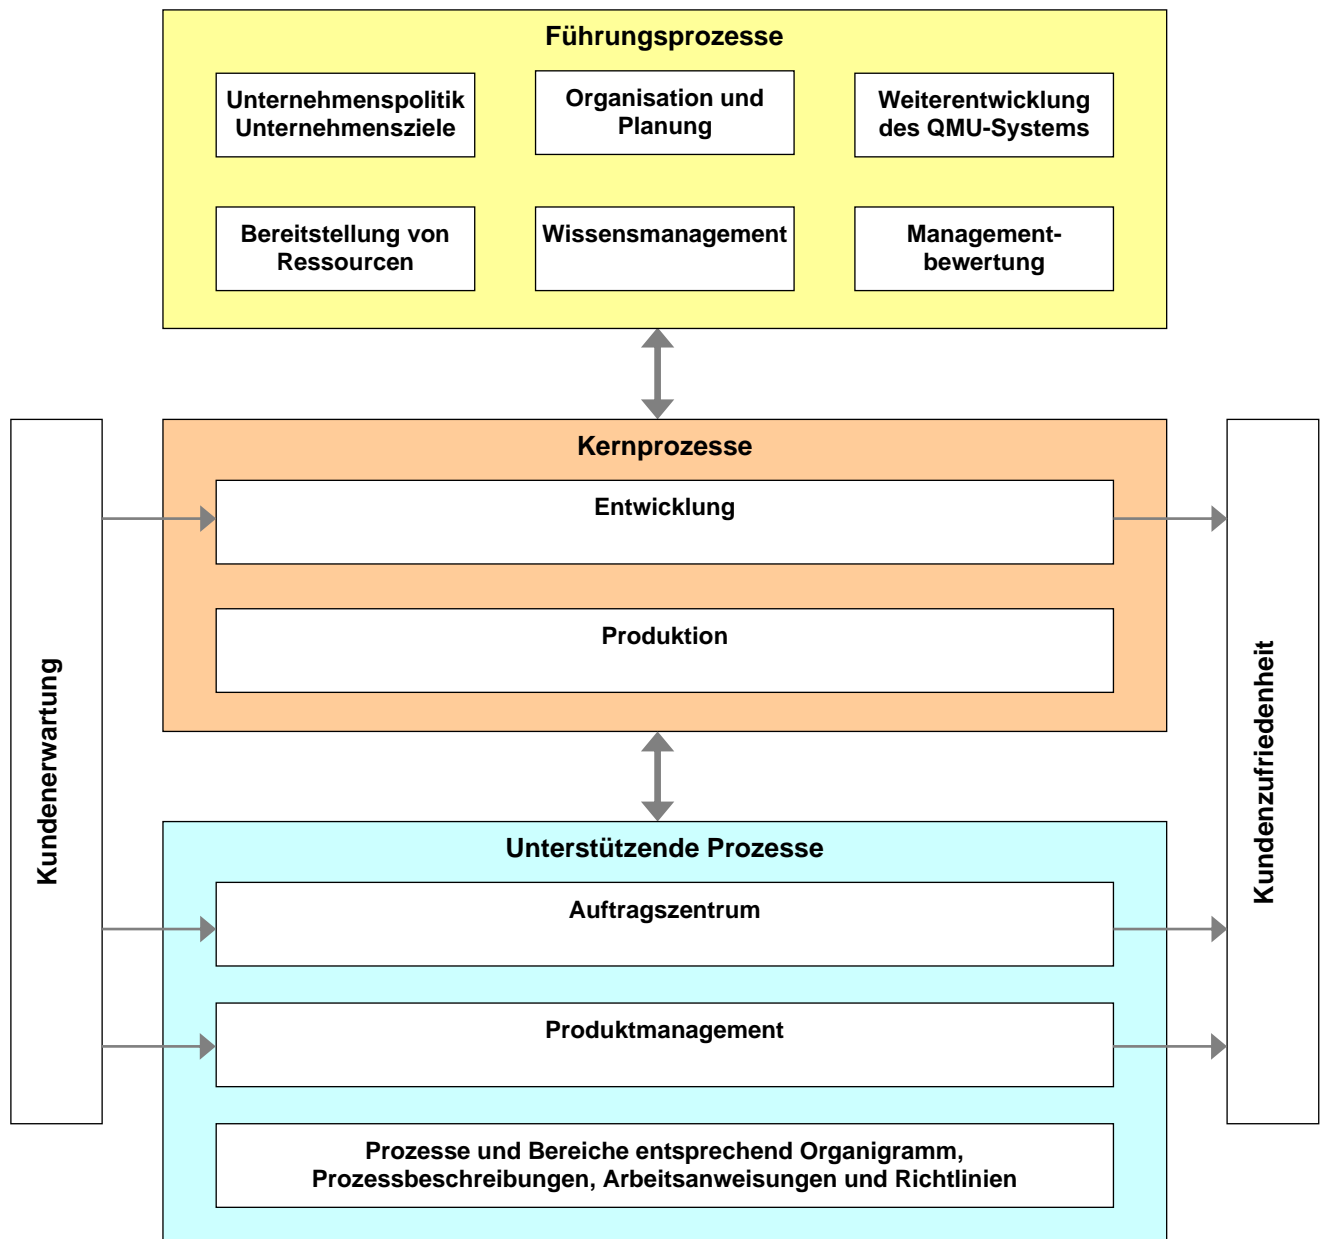 Führungsprozesse
Unternehmenspolitik
Unternehmensziele
Organisation und
Planung
Weiterentwicklung
des QMU-Systems
Bereitstellung von
Ressourcen
Wissensmanagement
Management-
bewertung
Kundenerwartung
Kernprozesse
Entwicklung
Produktion
Unterstützende Prozesse
Auftragszentrum
Produktmanagement
Prozesse und Bereiche entsprechend Organigramm,
Prozessbeschreibungen, Arbeitsanweisungen und Richtlinien
Kundenzufriedenheit